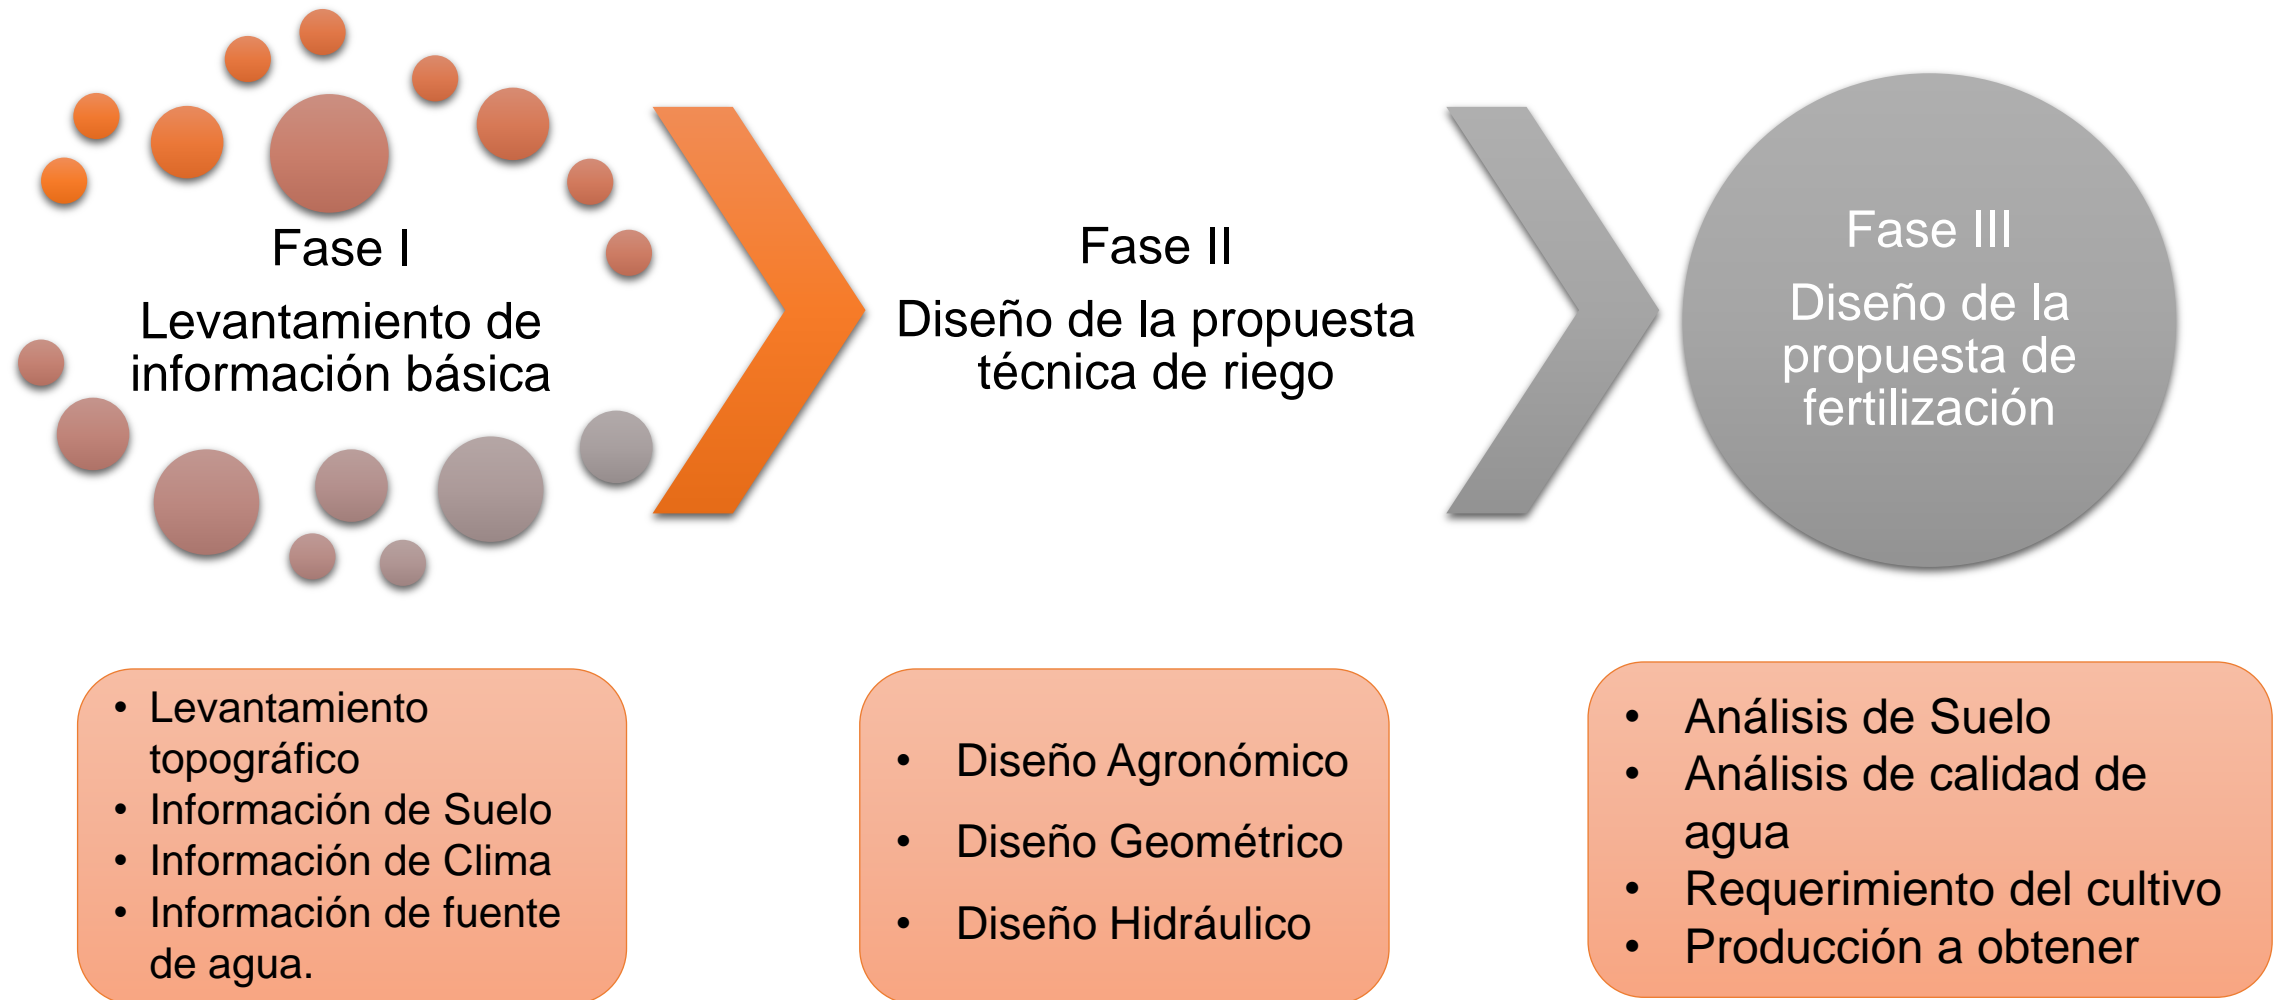 Fase I
Levantamiento de
información básica
Fase II
Diseño de la propuesta
técnica de riego
Fase III
Diseño de la
propuesta de
fertilización
• Levantamiento
topográfico
• Información de Suelo
• Información de Clima
• Información de fuente
de agua.
• Diseño Agronómico
• Diseño Geométrico
• Diseño Hidráulico
• Análisis de Suelo
• Análisis de calidad de
agua
• Requerimiento del cultivo
• Producción a obtener